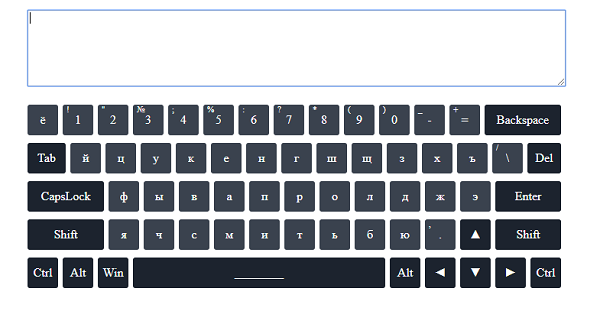 ё ! 1 " 2 № 3 ; 4 % 5 : 6 ? 7 * 8 ( 9 ) 0 _ - + = Backspace
Tab й ц у к е н г ш щ з х ъ / \ Del
CapsLock ф ы в а п р о л д ж э Enter
Shift я ч с м и т ь б ю , . ▲ Shift
Ctrl Alt Win _______ Alt ◄ ▼ ► Ctrl